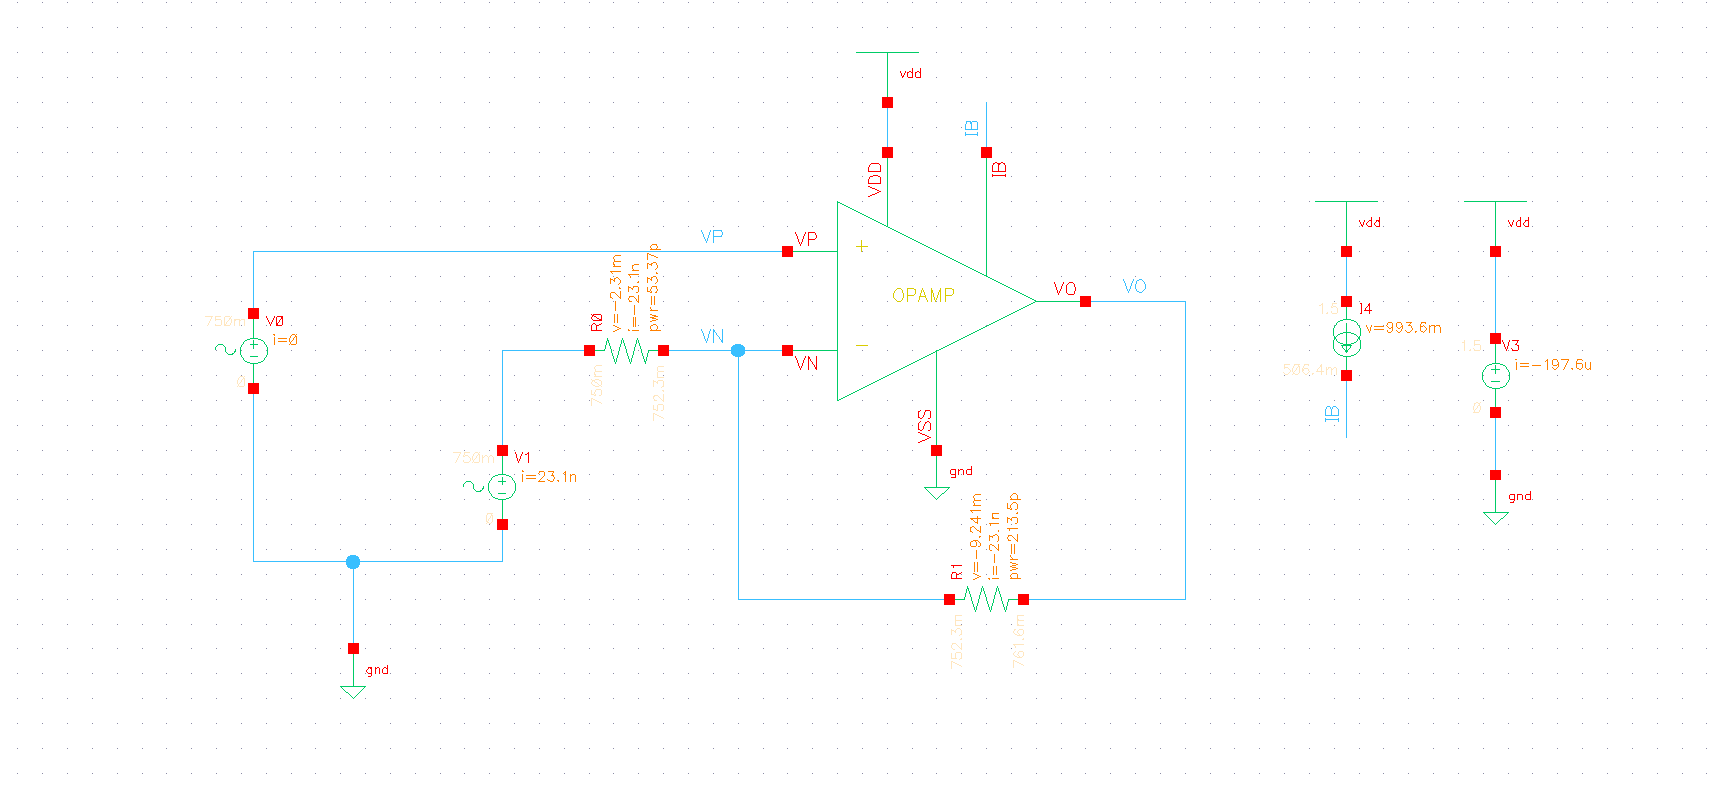 vdd
IB
VDD
IB
VP
VP
+
OPAMP
VO
VO
VN
VN
-
VSS
gnd
750m
V0
i=0
0
R0
v=-2.31m
i=-23.1n
pwr=53.37p
750m
752.3m
750m
V1
i=23.1n
0
gnd
R1
v=-9.241m
i=-23.1n
pwr=213.5p
752.3m
761.6m
vdd
1.5
I4
v=993.6m
506.4m
IB
vdd
1.5
V3
i=-197.6u
0
gnd